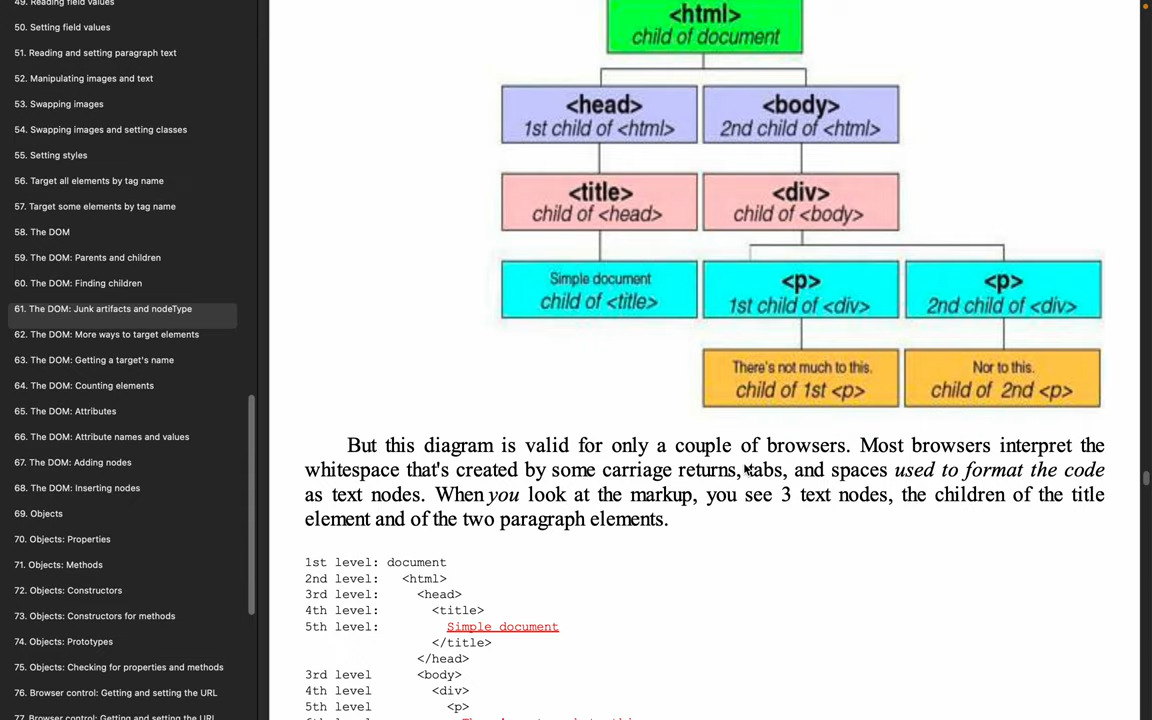 49. Reading field values
50. Setting field values
51. Reading and setting paragraph text
52. Manipulating images and text
53. Swapping images
54. Swapping images and setting classes
55. Setting styles
56. Target all elements by tag name
57. Target some elements by tag name
58. The DOM
59. The DOM: Parents and children
60. The DOM: Finding children
61. The DOM: Junk artifacts and nodeType
62. The DOM: More ways to target elements
63. The DOM: Getting a target's name
64. The DOM: Counting elements
65. The DOM: Attributes
66. The DOM: Attribute names and values
67. The DOM: Adding nodes
68. The DOM: Inserting nodes
69. Objects
70. Objects: Properties
71. Objects: Methods
72. Objects: Constructors
73. Objects: Constructors for methods
74. Objects: Prototypes
75. Objects: Checking for properties and methods
76. Browser control: Getting and setting the URL
77. Browser control: Getting and setting the URL
<html>
child of document
<head>
1st child of <html>
<body>
2nd child of <html>
<title>
child of <head>
<div>
child of <body>
Simple document
child of <title>
<p>
1st child of <div>
<p>
2nd child of <div>
There's not much to this.
child of 1st <p>
Nor to this.
child of 2nd <p>
But this diagram is valid for only a couple of browsers. Most browsers interpret the
whitespace that's created by some carriage returns, tabs, and spaces used to format the code
as text nodes. When you look at the markup, you see 3 text nodes, the children of the title
element and of the two paragraph elements.
1st level: document
2nd level: <html>
3rd level: <head>
4th level: <title>
5th level: Simple document
</title>
</head>
3rd level <body>
4th level <div>
5th level <p>